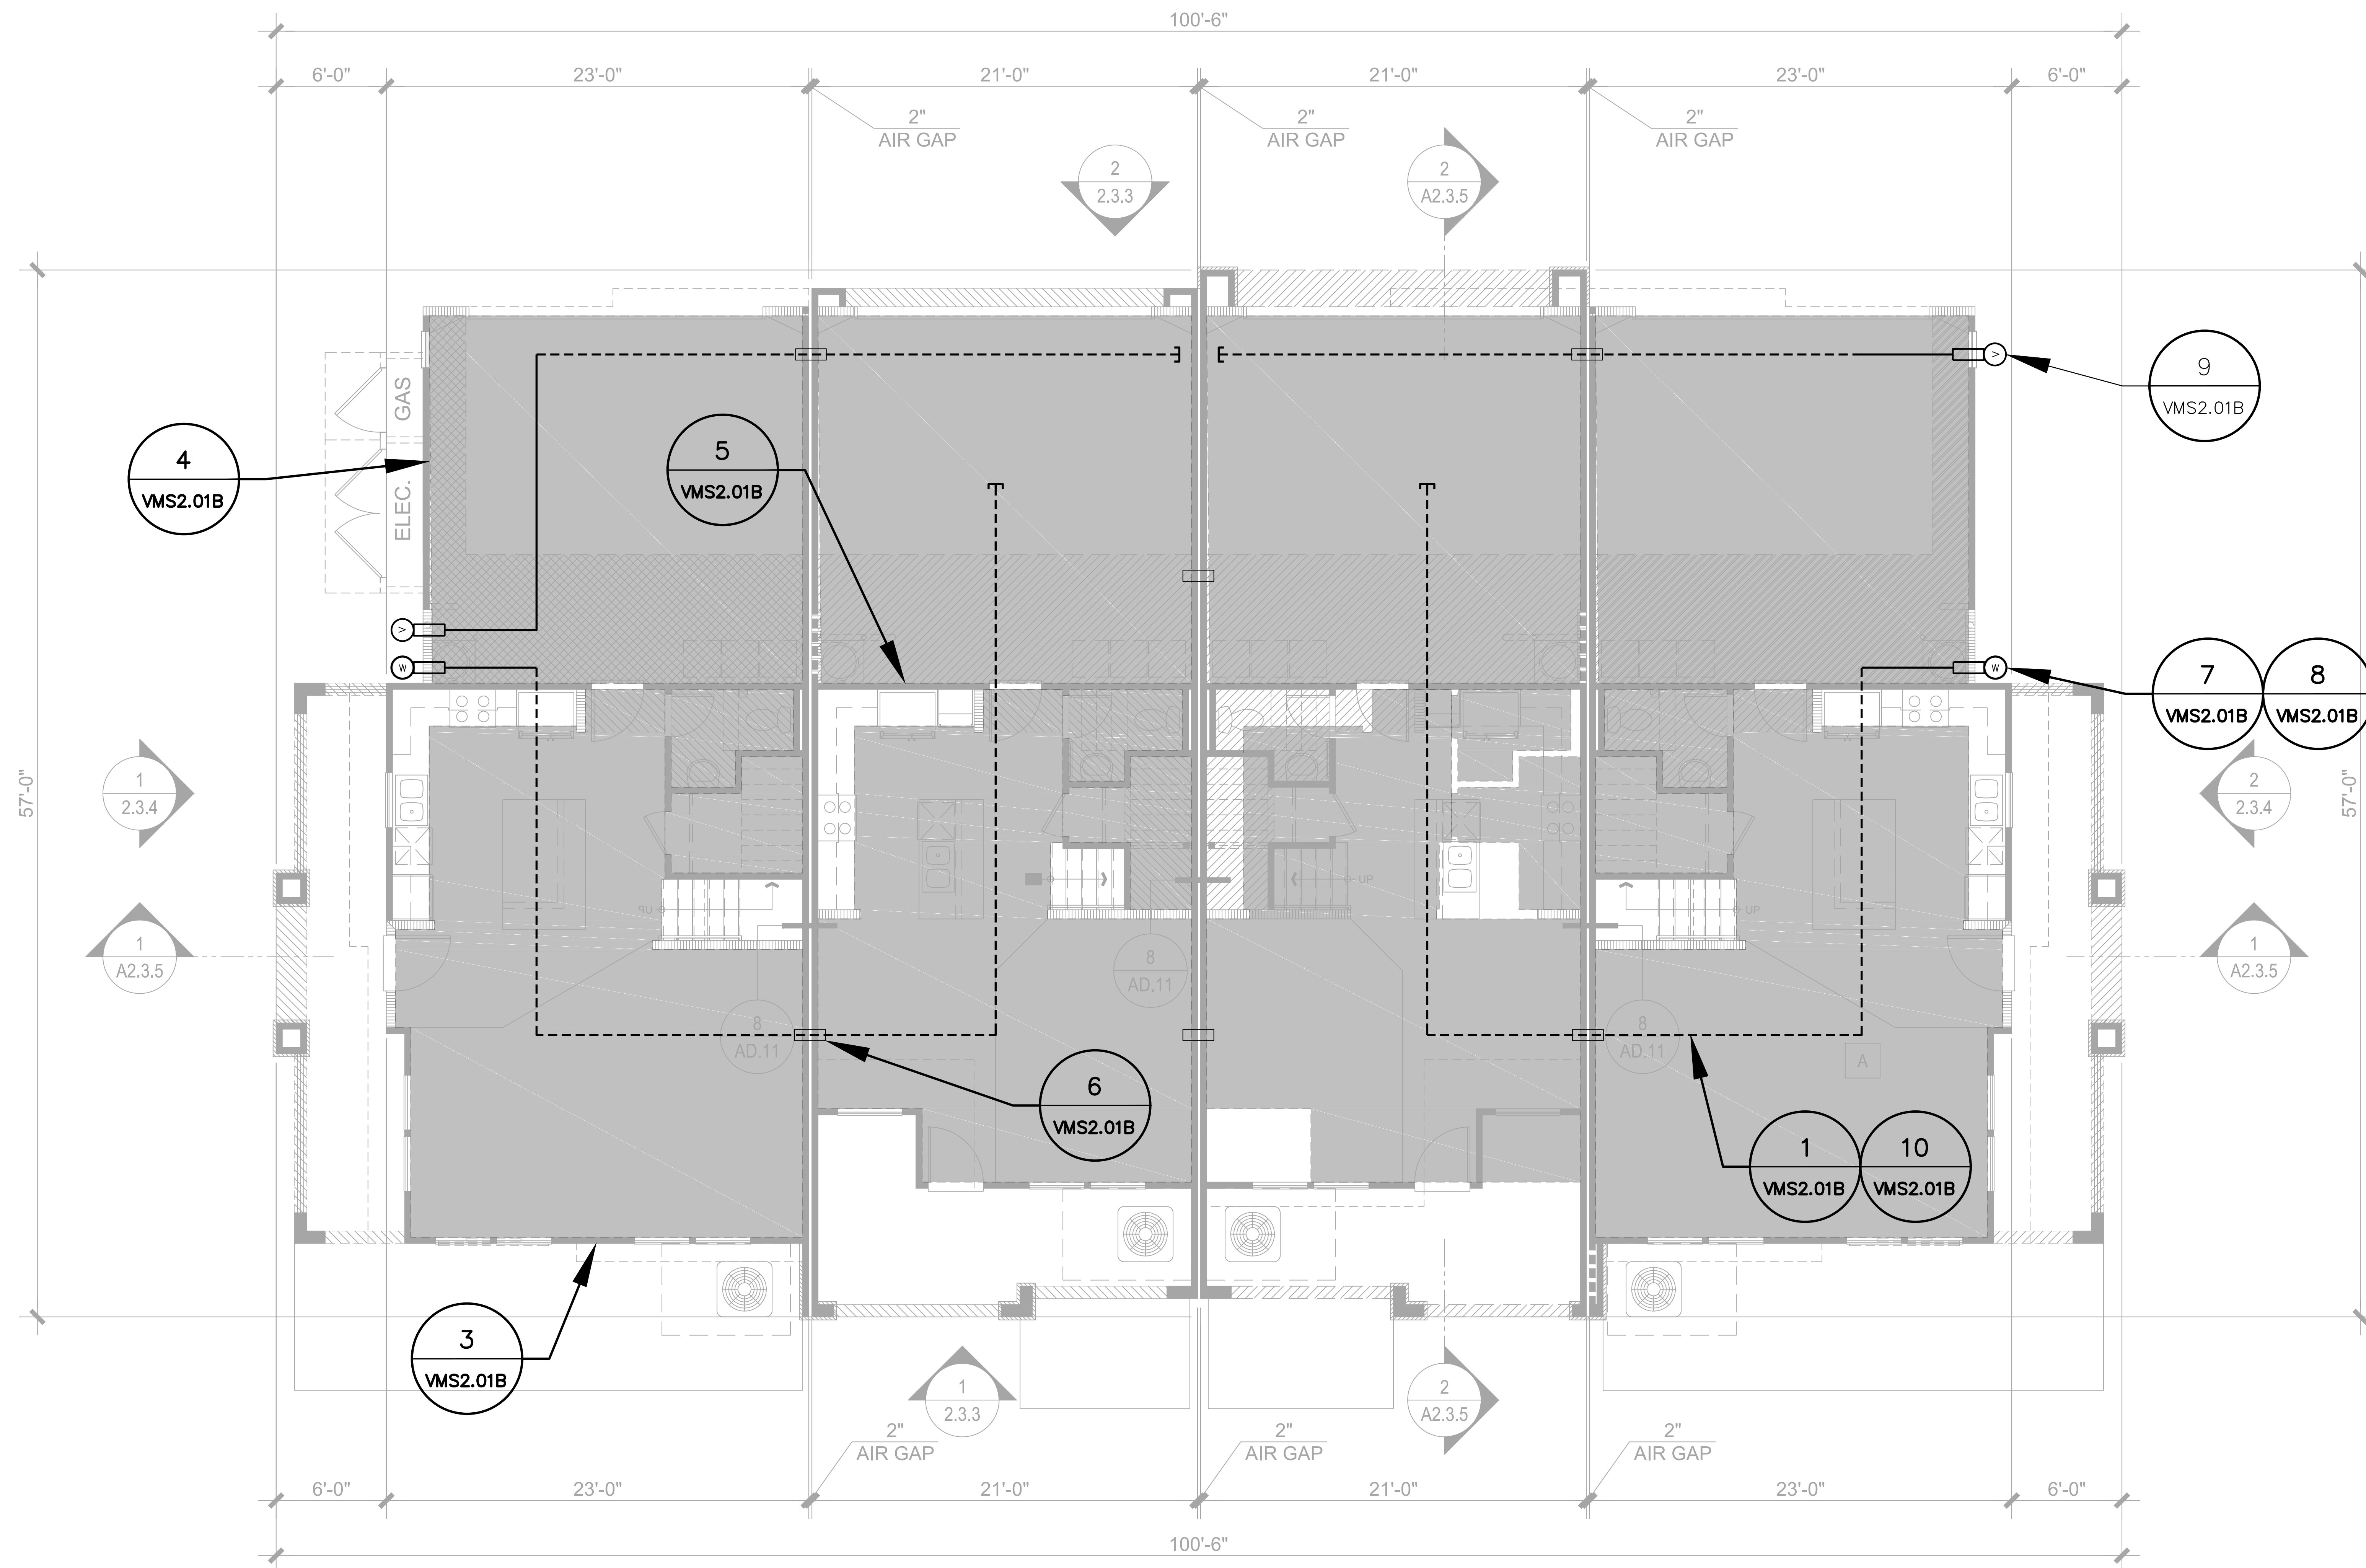 100'-6"
6'-0" 23'-0" 21'-0" 21'-0" 23'-0" 6'-0"
2"
AIR GAP
2"
AIR GAP
2"
AIR GAP
2
2.3.3
2
A2.3.5
9
VMS2.01B
V
GAS
ELEC.
4
VMS2.01B
5
VMS2.01B
V
W
W
7
VMS2.01B
8
VMS2.01B
57'-0"
57'-0"
1
2.3.4
2
2.3.4
UP
UP
UP
1
A2.3.5
1
A2.3.5
8
AD.11
8
AD.11
8
AD.11
A
6
VMS2.01B
1
VMS2.01B
10
VMS2.01B
3
VMS2.01B
1
2.3.3
2
A2.3.5
2"
AIR GAP
2"
AIR GAP
2"
AIR GAP
6'-0" 23'-0" 21'-0" 21'-0" 23'-0" 6'-0"
100'-6"